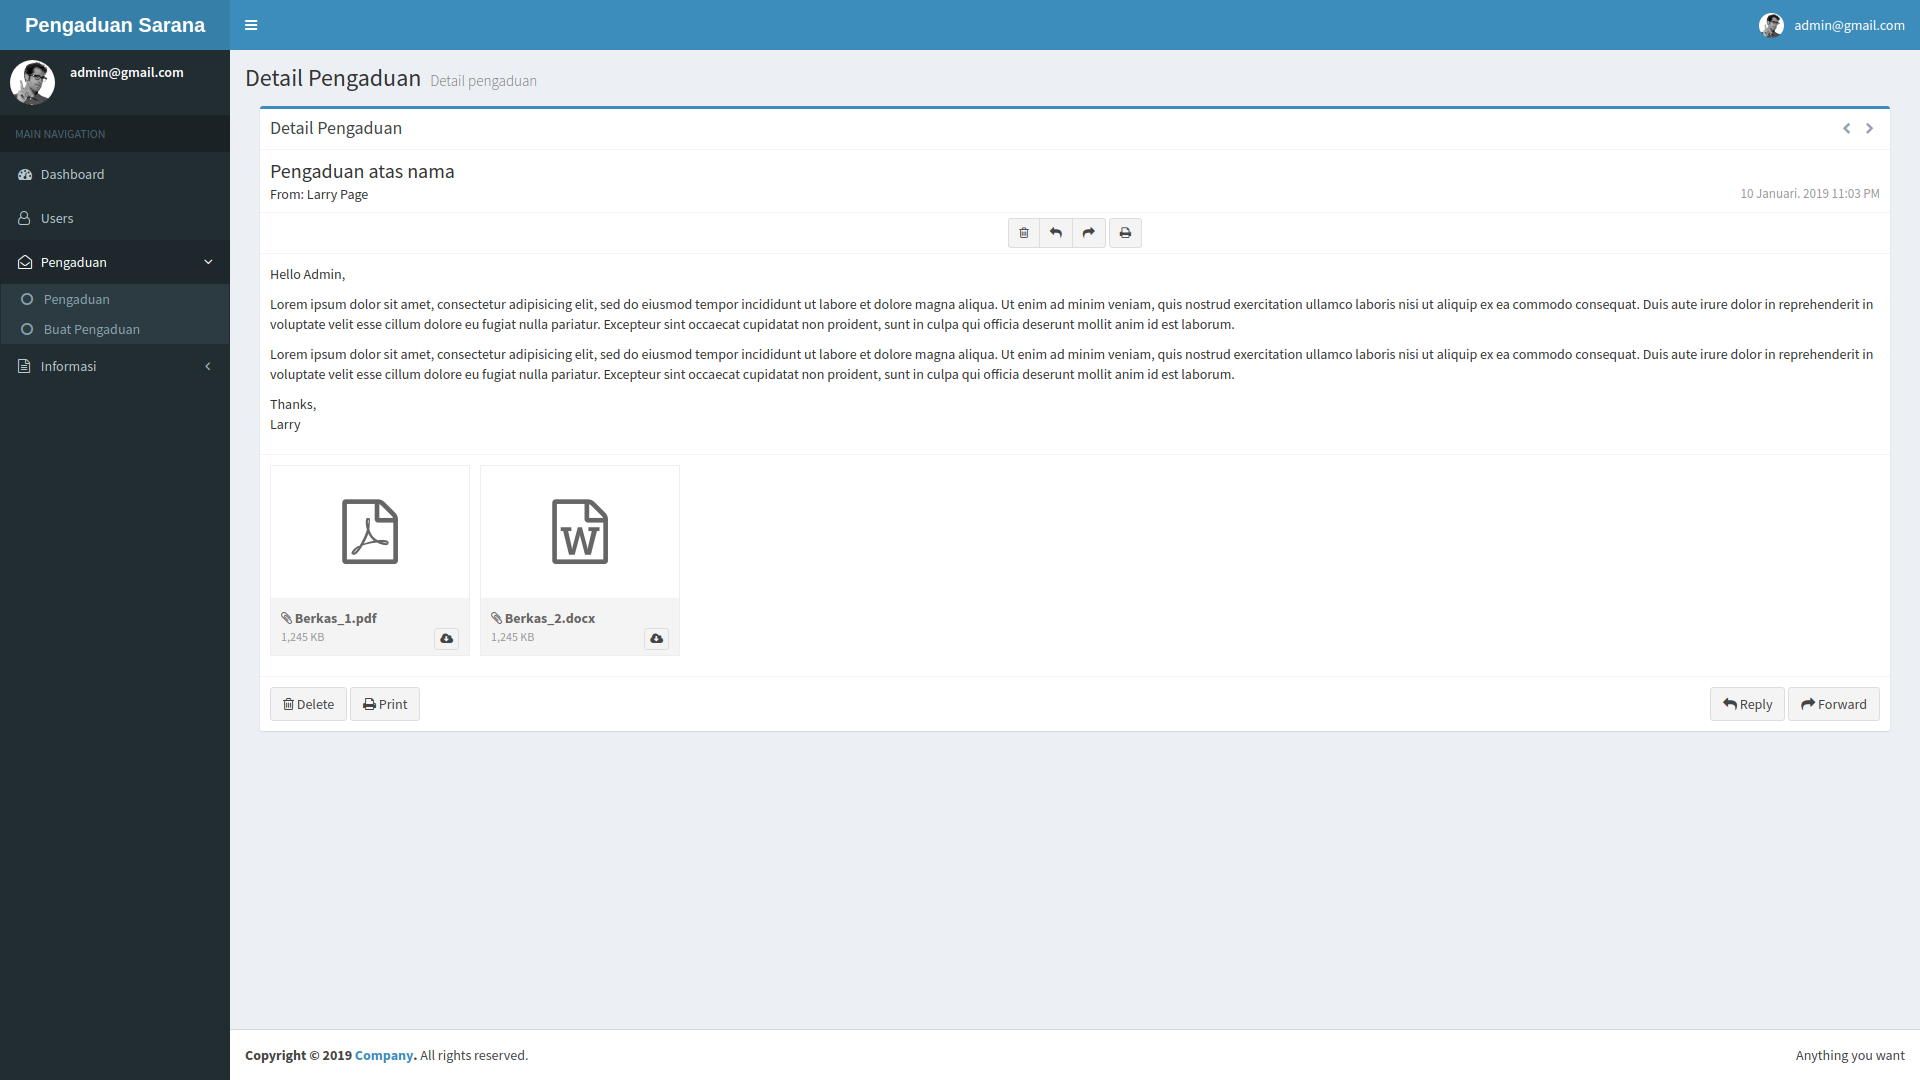 Pengaduan Sarana
admin@gmail.com
admin@gmail.com
MAIN NAVIGATION
Dashboard
Users
Pengaduan
Pengaduan
Buat Pengaduan
Informasi
Detail Pengaduan Detail pengaduan
Detail Pengaduan
Pengaduan atas nama
From: Larry Page
10 Januari. 2019 11:03 PM
Hello Admin,
Lorem ipsum dolor sit amet, consectetur adipisicing elit, sed do eiusmod tempor incididunt ut labore et dolore magna aliqua. Ut enim ad minim veniam, quis nostrud exercitation ullamco laboris nisi ut aliquip ex ea commodo consequat. Duis aute irure dolor in reprehenderit in
voluptate velit esse cillum dolore eu fugiat nulla pariatur. Excepteur sint occaecat cupidatat non proident, sunt in culpa qui officia deserunt mollit anim id est laborum.
Lorem ipsum dolor sit amet, consectetur adipisicing elit, sed do eiusmod tempor incididunt ut labore et dolore magna aliqua. Ut enim ad minim veniam, quis nostrud exercitation ullamco laboris nisi ut aliquip ex ea commodo consequat. Duis aute irure dolor in reprehenderit in
voluptate velit esse cillum dolore eu fugiat nulla pariatur. Excepteur sint occaecat cupidatat non proident, sunt in culpa qui officia deserunt mollit anim id est laborum.
Thanks,
Larry
Berkas_1.pdf
1,245 KB
Berkas_2.docx
1,245 KB
Delete
Print
Reply
Forward
Copyright © 2019 Company. All rights reserved.
Anything you want